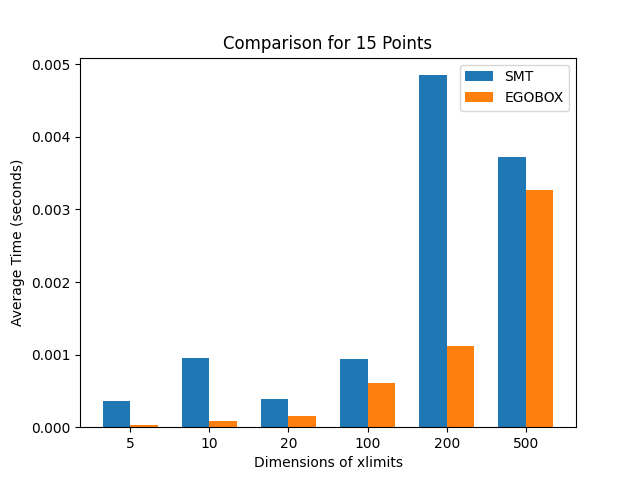 Comparison for 15 Points
SMT
EGOBOX
Average Time (seconds)
0.005
0.004
0.003
0.002
0.001
0.000
5 10 20 100 200 500
Dimensions of xlimits